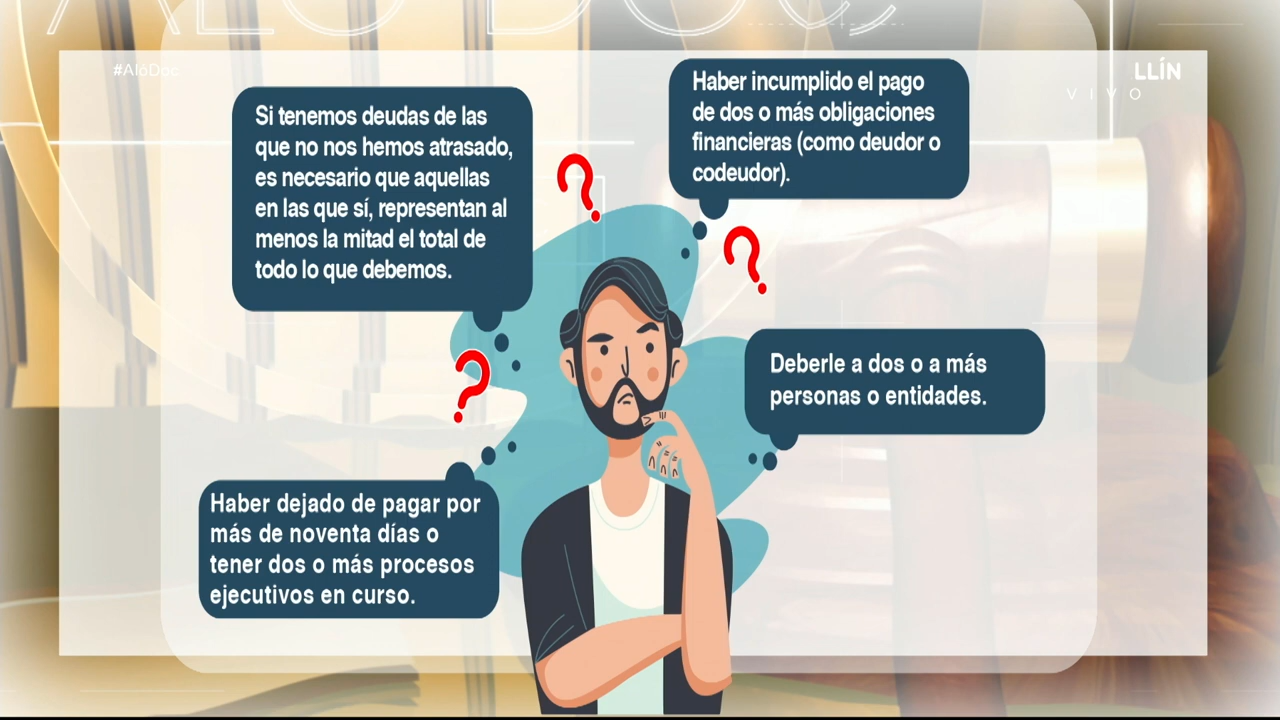 ALÓ DOC
#AlóDoc
LLÍN
VIVO
Si tenemos deudas de las
que no nos hemos atrasado,
es necesario que aquellas
en las que sí, representan al
menos la mitad el total de
todo lo que debemos.
Haber incumplido el pago
de dos o más obligaciones
financieras (como deudor o
codeudor).
Deberle a dos o a más
personas o entidades.
Haber dejado de pagar por
más de noventa días o
tener dos o más procesos
ejecutivos en curso.